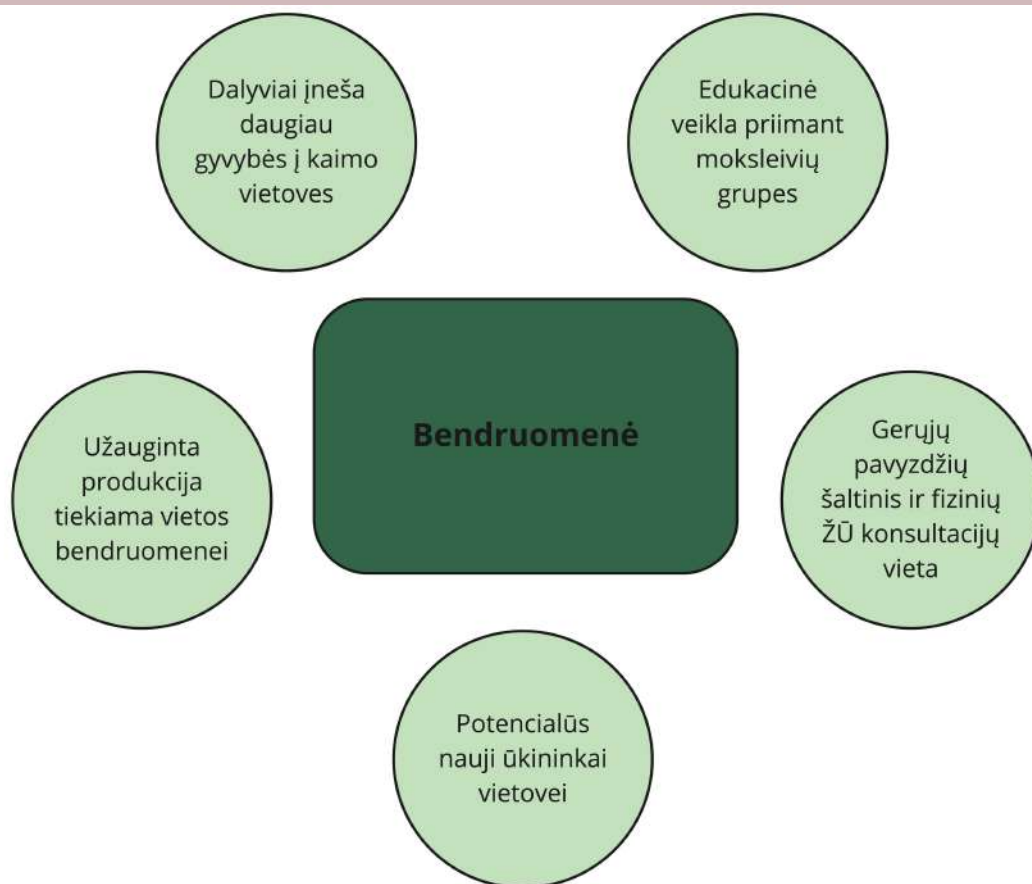 Dalyviai įneša
daugiau
gyvybės į kaimo
vietoves
Edukacinė
veikla priimant
moksleivių
grupes
Bendruomenė
Užauginta
produkcija
tiekiama vietos
bendruomenei
Gerųjų
pavyzdžių
šaltinis ir fizinių
ŽŪ konsultacijų
vieta
Potencialūs
nauji ūkininkai
vietovei